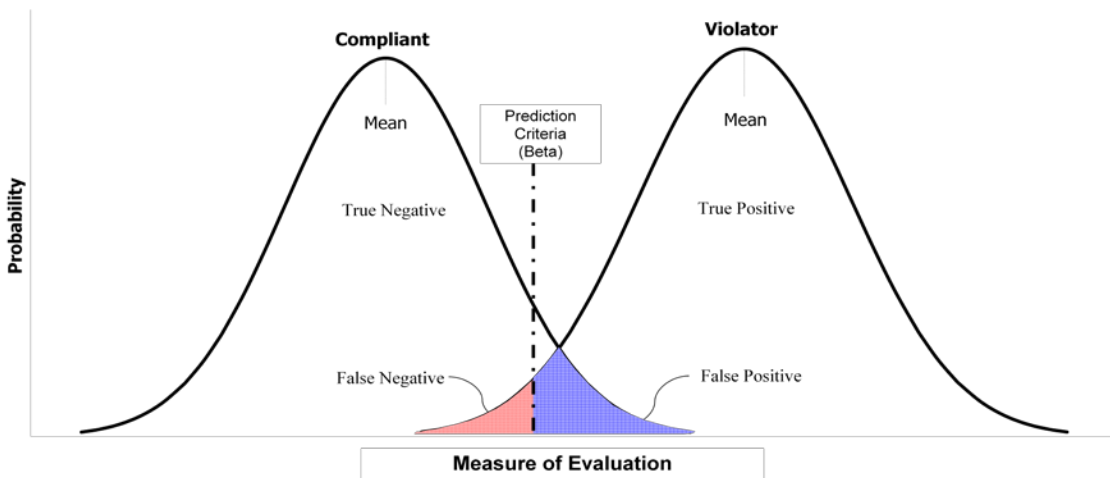 Violator
Compliant
Prediction
Criteria
(Beta)
Mean
Mean
True Negative
True Positive
Probability
False Negative
False Positive
Measure of Evaluation